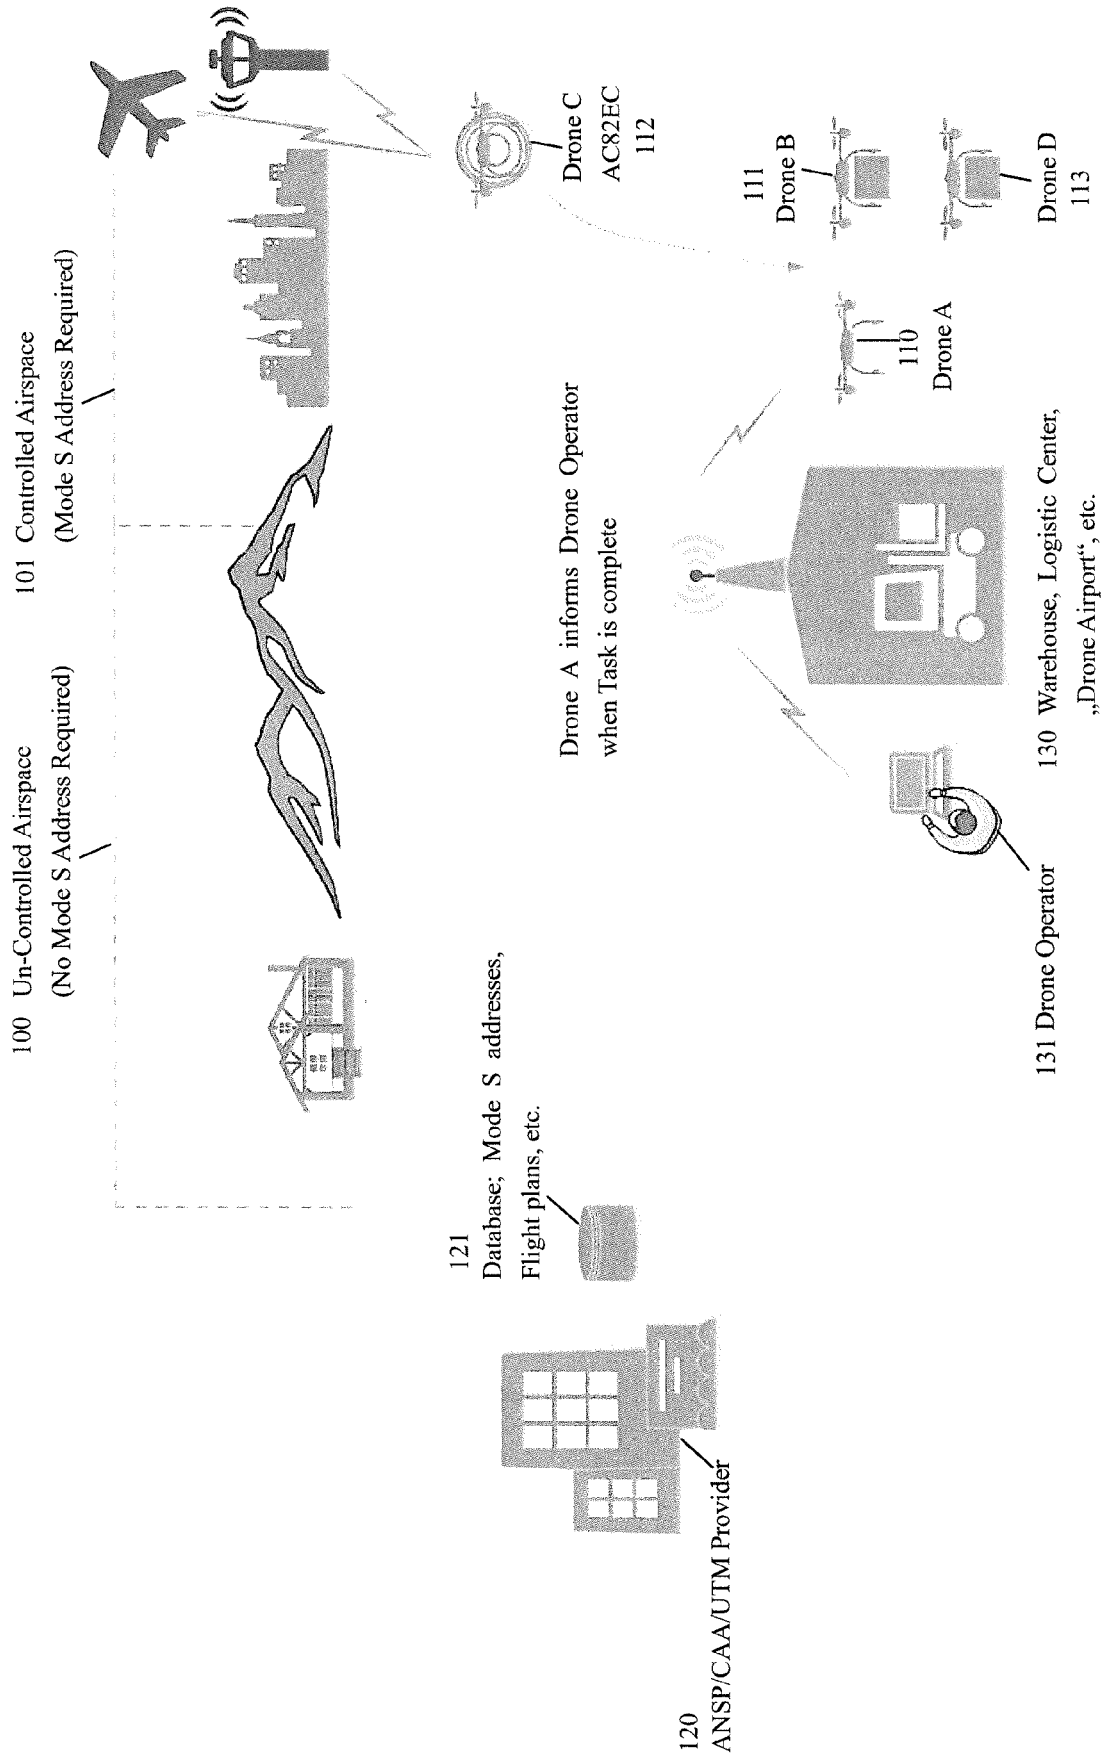 100 Un-Controlled Airspace
(No Mode S Address Required)
101 Controlled Airspace
(Mode S Address Required)
121
Database; Mode S addresses,
Flight plans, etc.
Drone A informs Drone Operator
when Task is complete
Drone C
AC82EC
112
120
ANSP/CAA/UTM Provider
111
Drone B
110
Drone A
131 Drone Operator
130 Warehouse, Logistic Center,
„Drone Airport“, etc.
Drone D
113